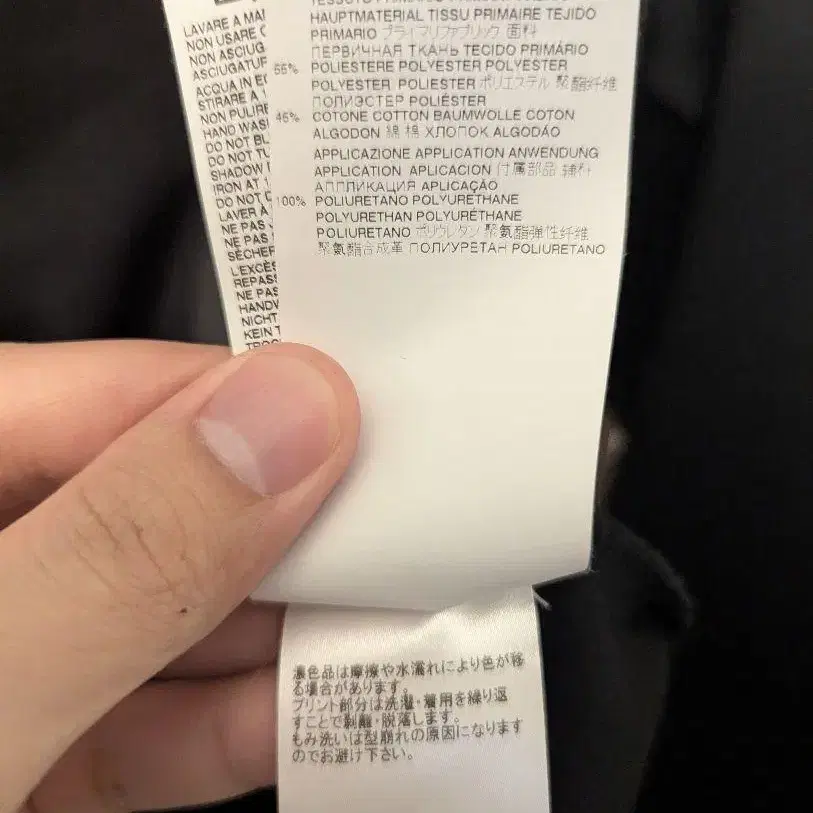 LAVARE A
NON USARE
NON ASCIUG
ASCIUGATUR
ACQUA IN
STIRARE A
NON PULIRE
HAND WASH
DO NOT BL
DO NOT TU
SHADOW
IRON AT 1
DO NOT D
LAVER A
NE PAS
NE PAS
SÉCHER
L'EXCÈS
REPASS
NE PAS
HANDW
NICHT
KEIN T
HAUPTMATERIAL TISSU PRIMAIRE TEJIDO
PRIMARIO プライマリファブリック 面料
ПЕРВИЧНАЯ ТКАНЬ TECIDO PRIMÁRIO
55% POLIESTERE POLYESTER POLYESTER
POLYESTER POLIESTER ポリエステル 聚酯纤维
ПОЛИЭСТЕР POLIÉSTER
45% COTONE COTTON BAUMWOLLE COTON
ALGODON 綿 棉 ХЛОПОК ALGODÃO
APPLICAZIONE APPLICATION ANWENDUNG
APPLICATION APLICACION 付属部品 辅料
АППЛИКАЦИЯ APLICAÇÃO
100% POLIURETANO POLYURETHANE
POLYURETHAN POLYURÉTHANE
POLIURETANO ポリウレタン 聚氨酯弹性纤维
聚氨酯合成革 ПОЛИУРЕТАН POLIURETANO
濃色品は摩擦や水濡れにより色が移
る場合があります。
プリント部分は洗濯・着用を繰り返
すことで剥離・脱落します。
もみ洗いは型崩れの原因になります
のでお避け下さい。